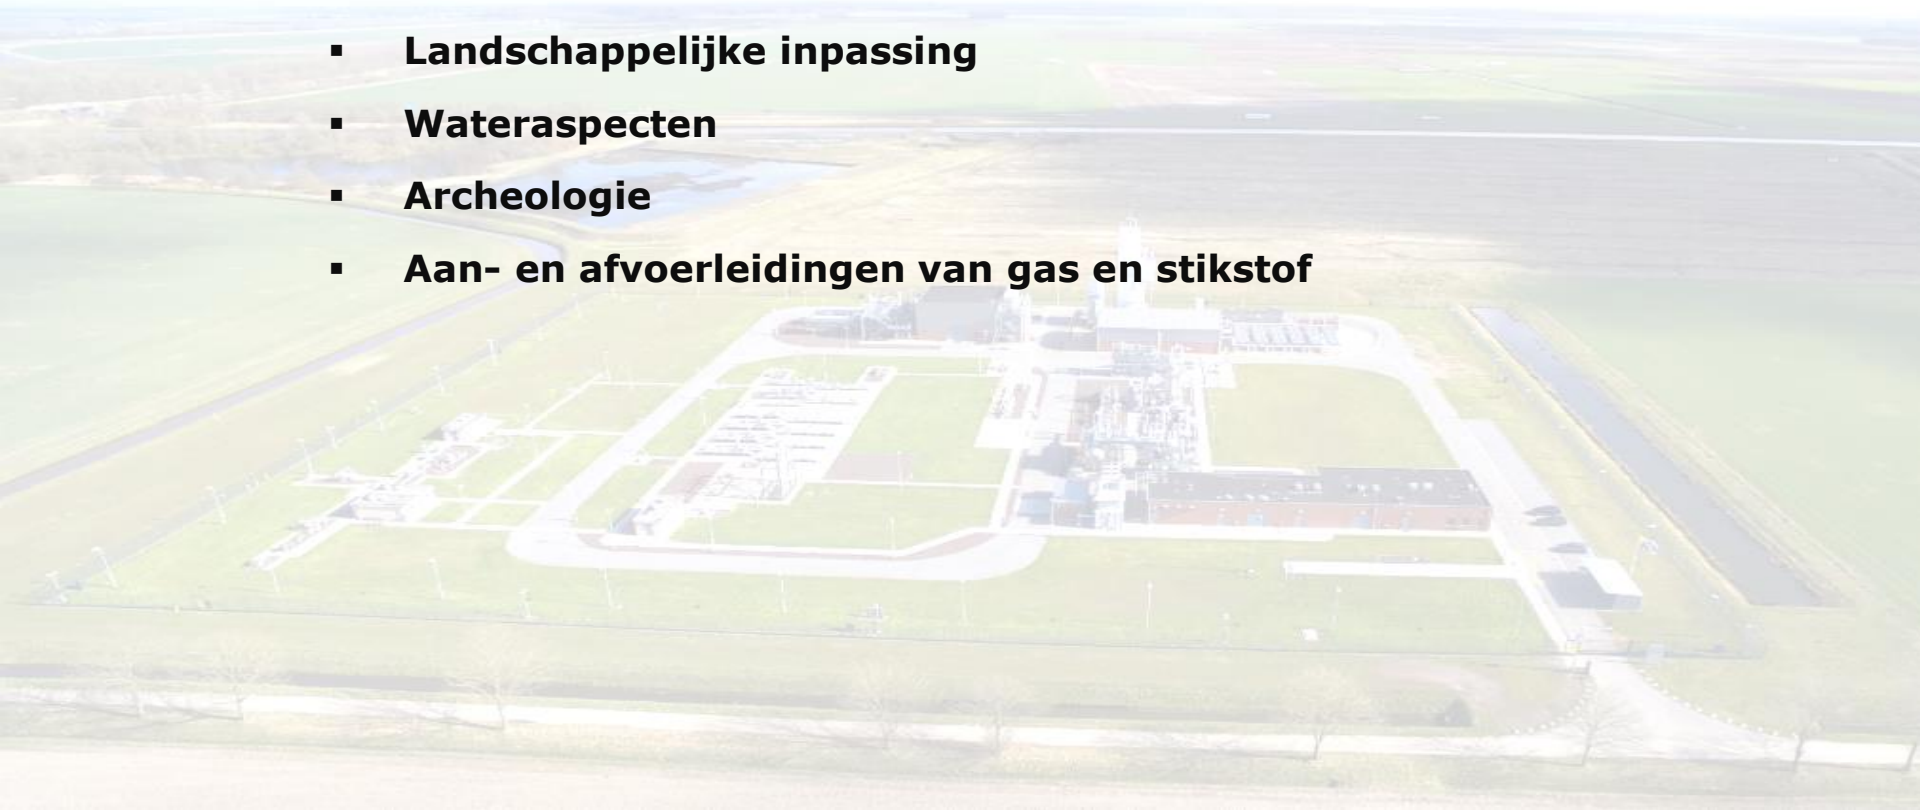 ▪ Landschappelijke inpassing
▪ Wateraspecten
▪ Archeologie
▪ Aan- en afvoerleidingen van gas en stikstof